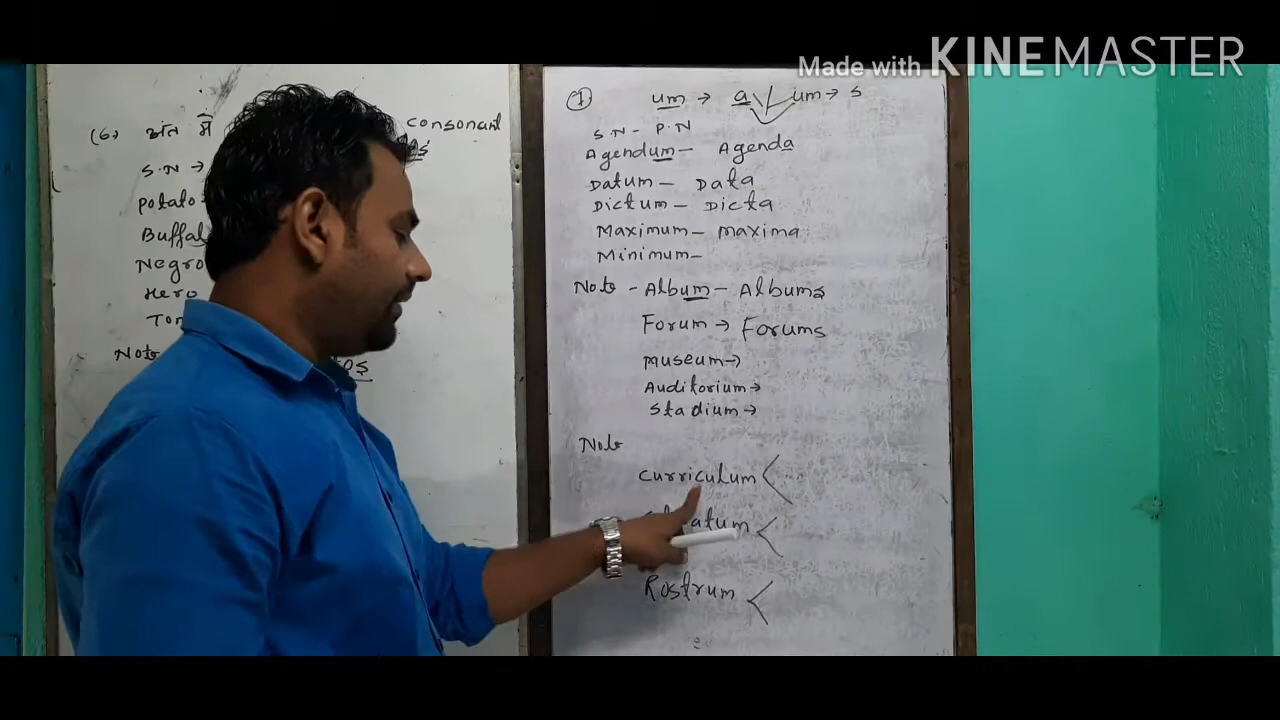 Made with KINEMASTER
(6) अंत में consonant
S.N →
Potato
Buffal
Negro
Hero
Tom
Note
(7) um → a um → s
S.N - P.N
Agendum - Agenda
Datum - Data
Dictum - Dicta
Maximum - Maxima
Minimum -
Note - Album - Albums
Forum → Forums
Museum →
Auditorium →
Stadium →
Note
Curriculum
atum
Rostrum